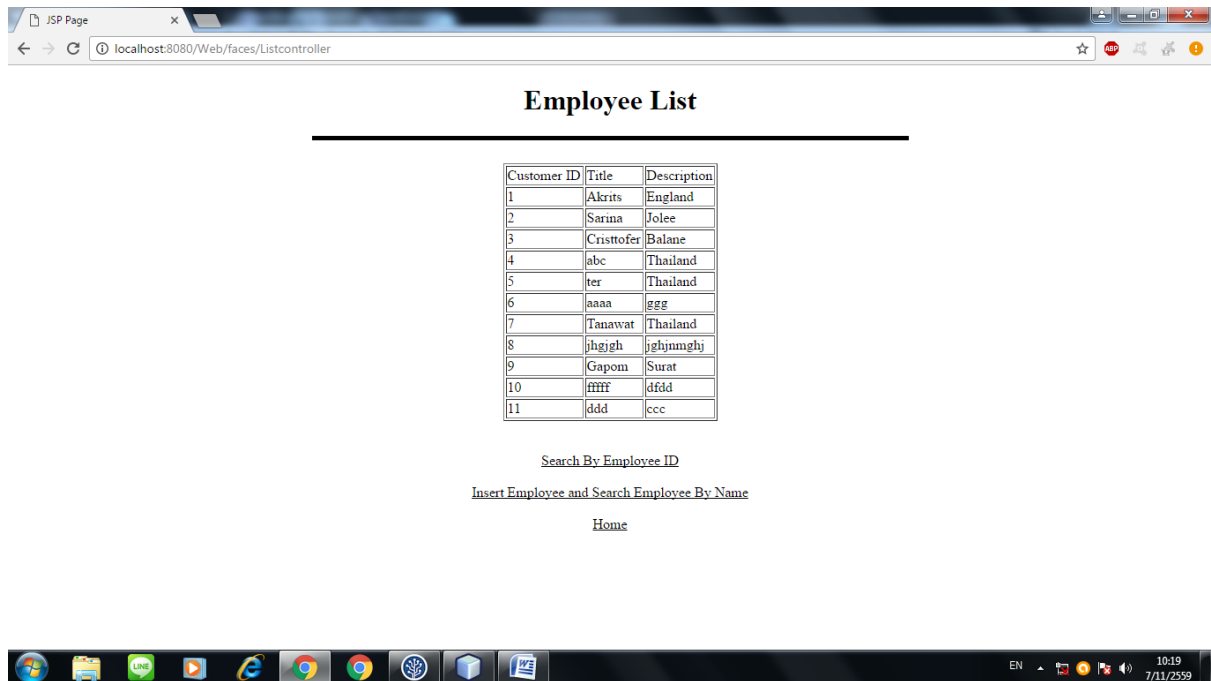 JSP Page
localhost:8080/Web/faces/Listcontroller
ABP
Employee List
Customer ID Title Description
1 Akrits England
2 Sarina Jolee
3 Cristtofer Balane
4 abc Thailand
5 ter Thailand
6 aaaa ggg
7 Tanawat Thailand
8 jhgjgh jghjnmghj
9 Gapom Surat
10 fffff dfdd
11 ddd ccc
Search By Employee ID
Insert Employee and Search Employee By Name
Home
LINE
EN
10:19
7/11/2559